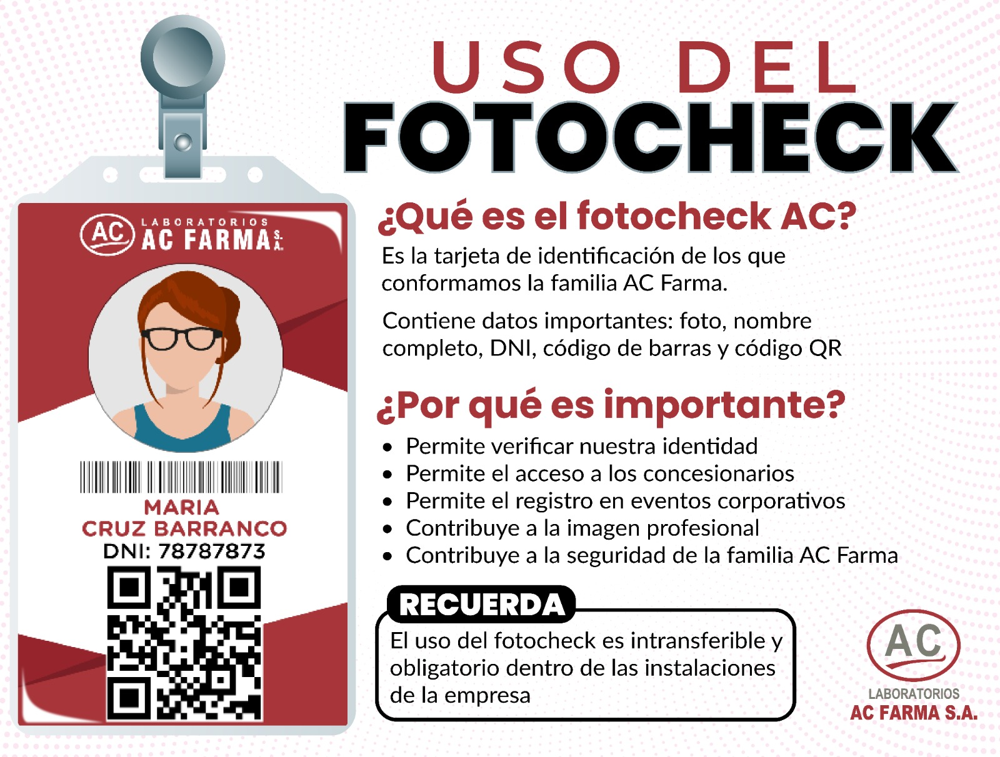 USO DEL
FOTOCHECK
LABORATORIOS
AC FARMA S.A.
AC
MARIA
CRUZ BARRANCO
DNI: 78787873
¿Qué es el fotocheck AC?
Es la tarjeta de identificación de los que
conformamos la familia AC Farma.
Contiene datos importantes: foto, nombre
completo, DNI, código de barras y código QR
¿Por qué es importante?
• Permite verificar nuestra identidad
• Permite el acceso a los concesionarios
• Permite el registro en eventos corporativos
• Contribuye a la imagen profesional
• Contribuye a la seguridad de la familia AC Farma
RECUERDA
El uso del fotocheck es intransferible y
obligatorio dentro de las instalaciones
de la empresa
AC
LABORATORIOS
AC FARMA S.A.